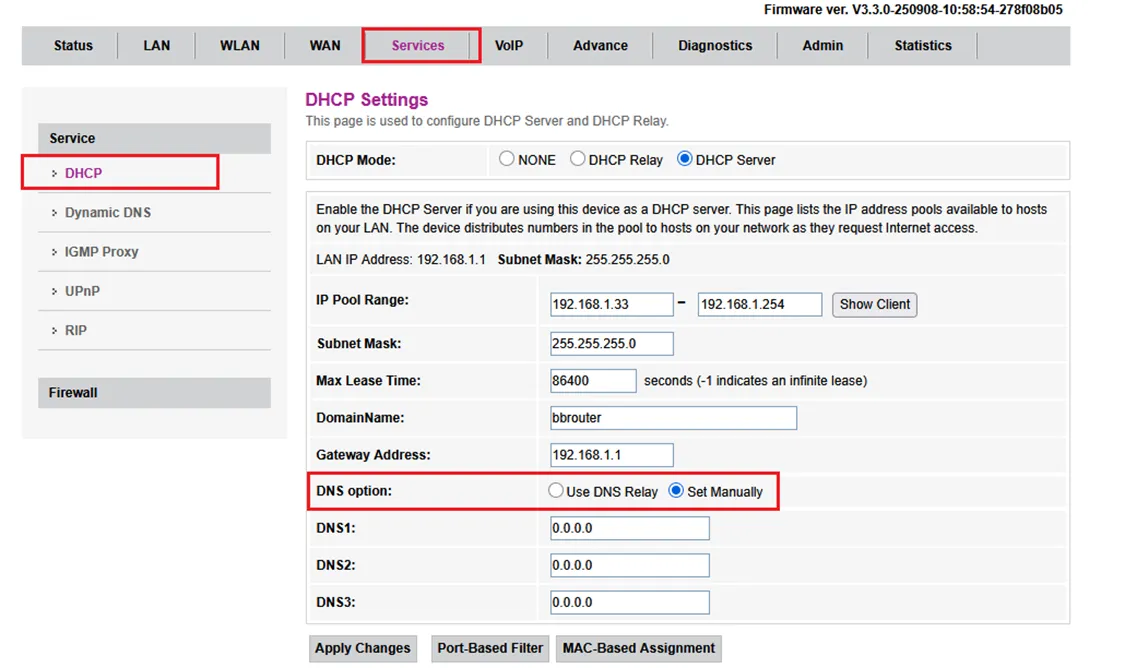 Firmware ver. V3.3.0-250908-10:58:54-278f08b05
Status LAN WLAN WAN Services VoIP Advance Diagnostics Admin Statistics
Service
DHCP
Dynamic DNS
IGMP Proxy
UPnP
RIP
Firewall
DHCP Settings
This page is used to configure DHCP Server and DHCP Relay.
DHCP Mode: NONE DHCP Relay DHCP Server
Enable the DHCP Server if you are using this device as a DHCP server. This page lists the IP address pools available to hosts
on your LAN. The device distributes numbers in the pool to hosts on your network as they request Internet access.
LAN IP Address: 192.168.1.1 Subnet Mask: 255.255.255.0
IP Pool Range: 192.168.1.33 – 192.168.1.254 Show Client
Subnet Mask: 255.255.255.0
Max Lease Time: 86400 seconds (-1 indicates an infinite lease)
DomainName: bbrouter
Gateway Address: 192.168.1.1
DNS option: Use DNS Relay Set Manually
DNS1: 0.0.0.0
DNS2: 0.0.0.0
DNS3: 0.0.0.0
Apply Changes Port-Based Filter MAC-Based Assignment